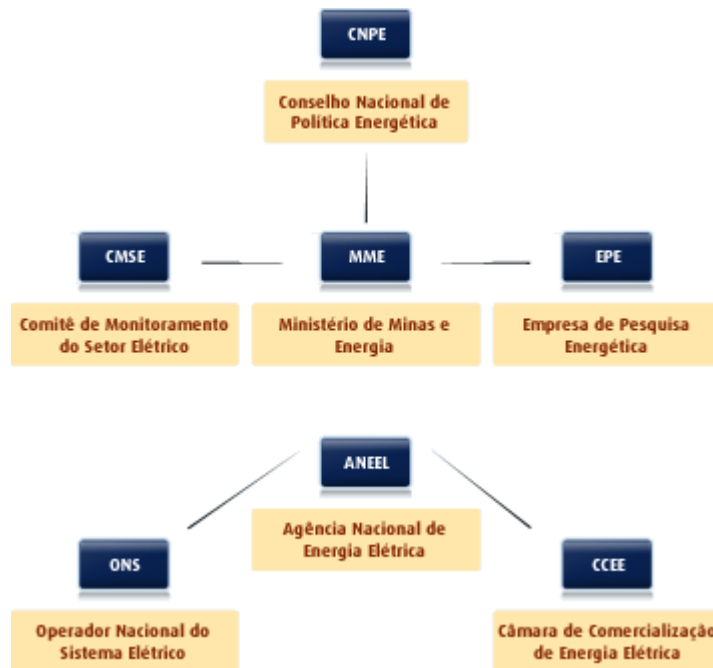 CNPE
Conselho Nacional de
Política Energética
CMSE
MME
EPE
Comitê de Monitoramento
do Setor Elétrico
Ministério de Minas e
Energia
Empresa de Pesquisa
Energética
ANEEL
Agência Nacional de
Energia Elétrica
ONS
CCEE
Operador Nacional do
Sistema Elétrico
Câmara de Comercialização
de Energia Elétrica